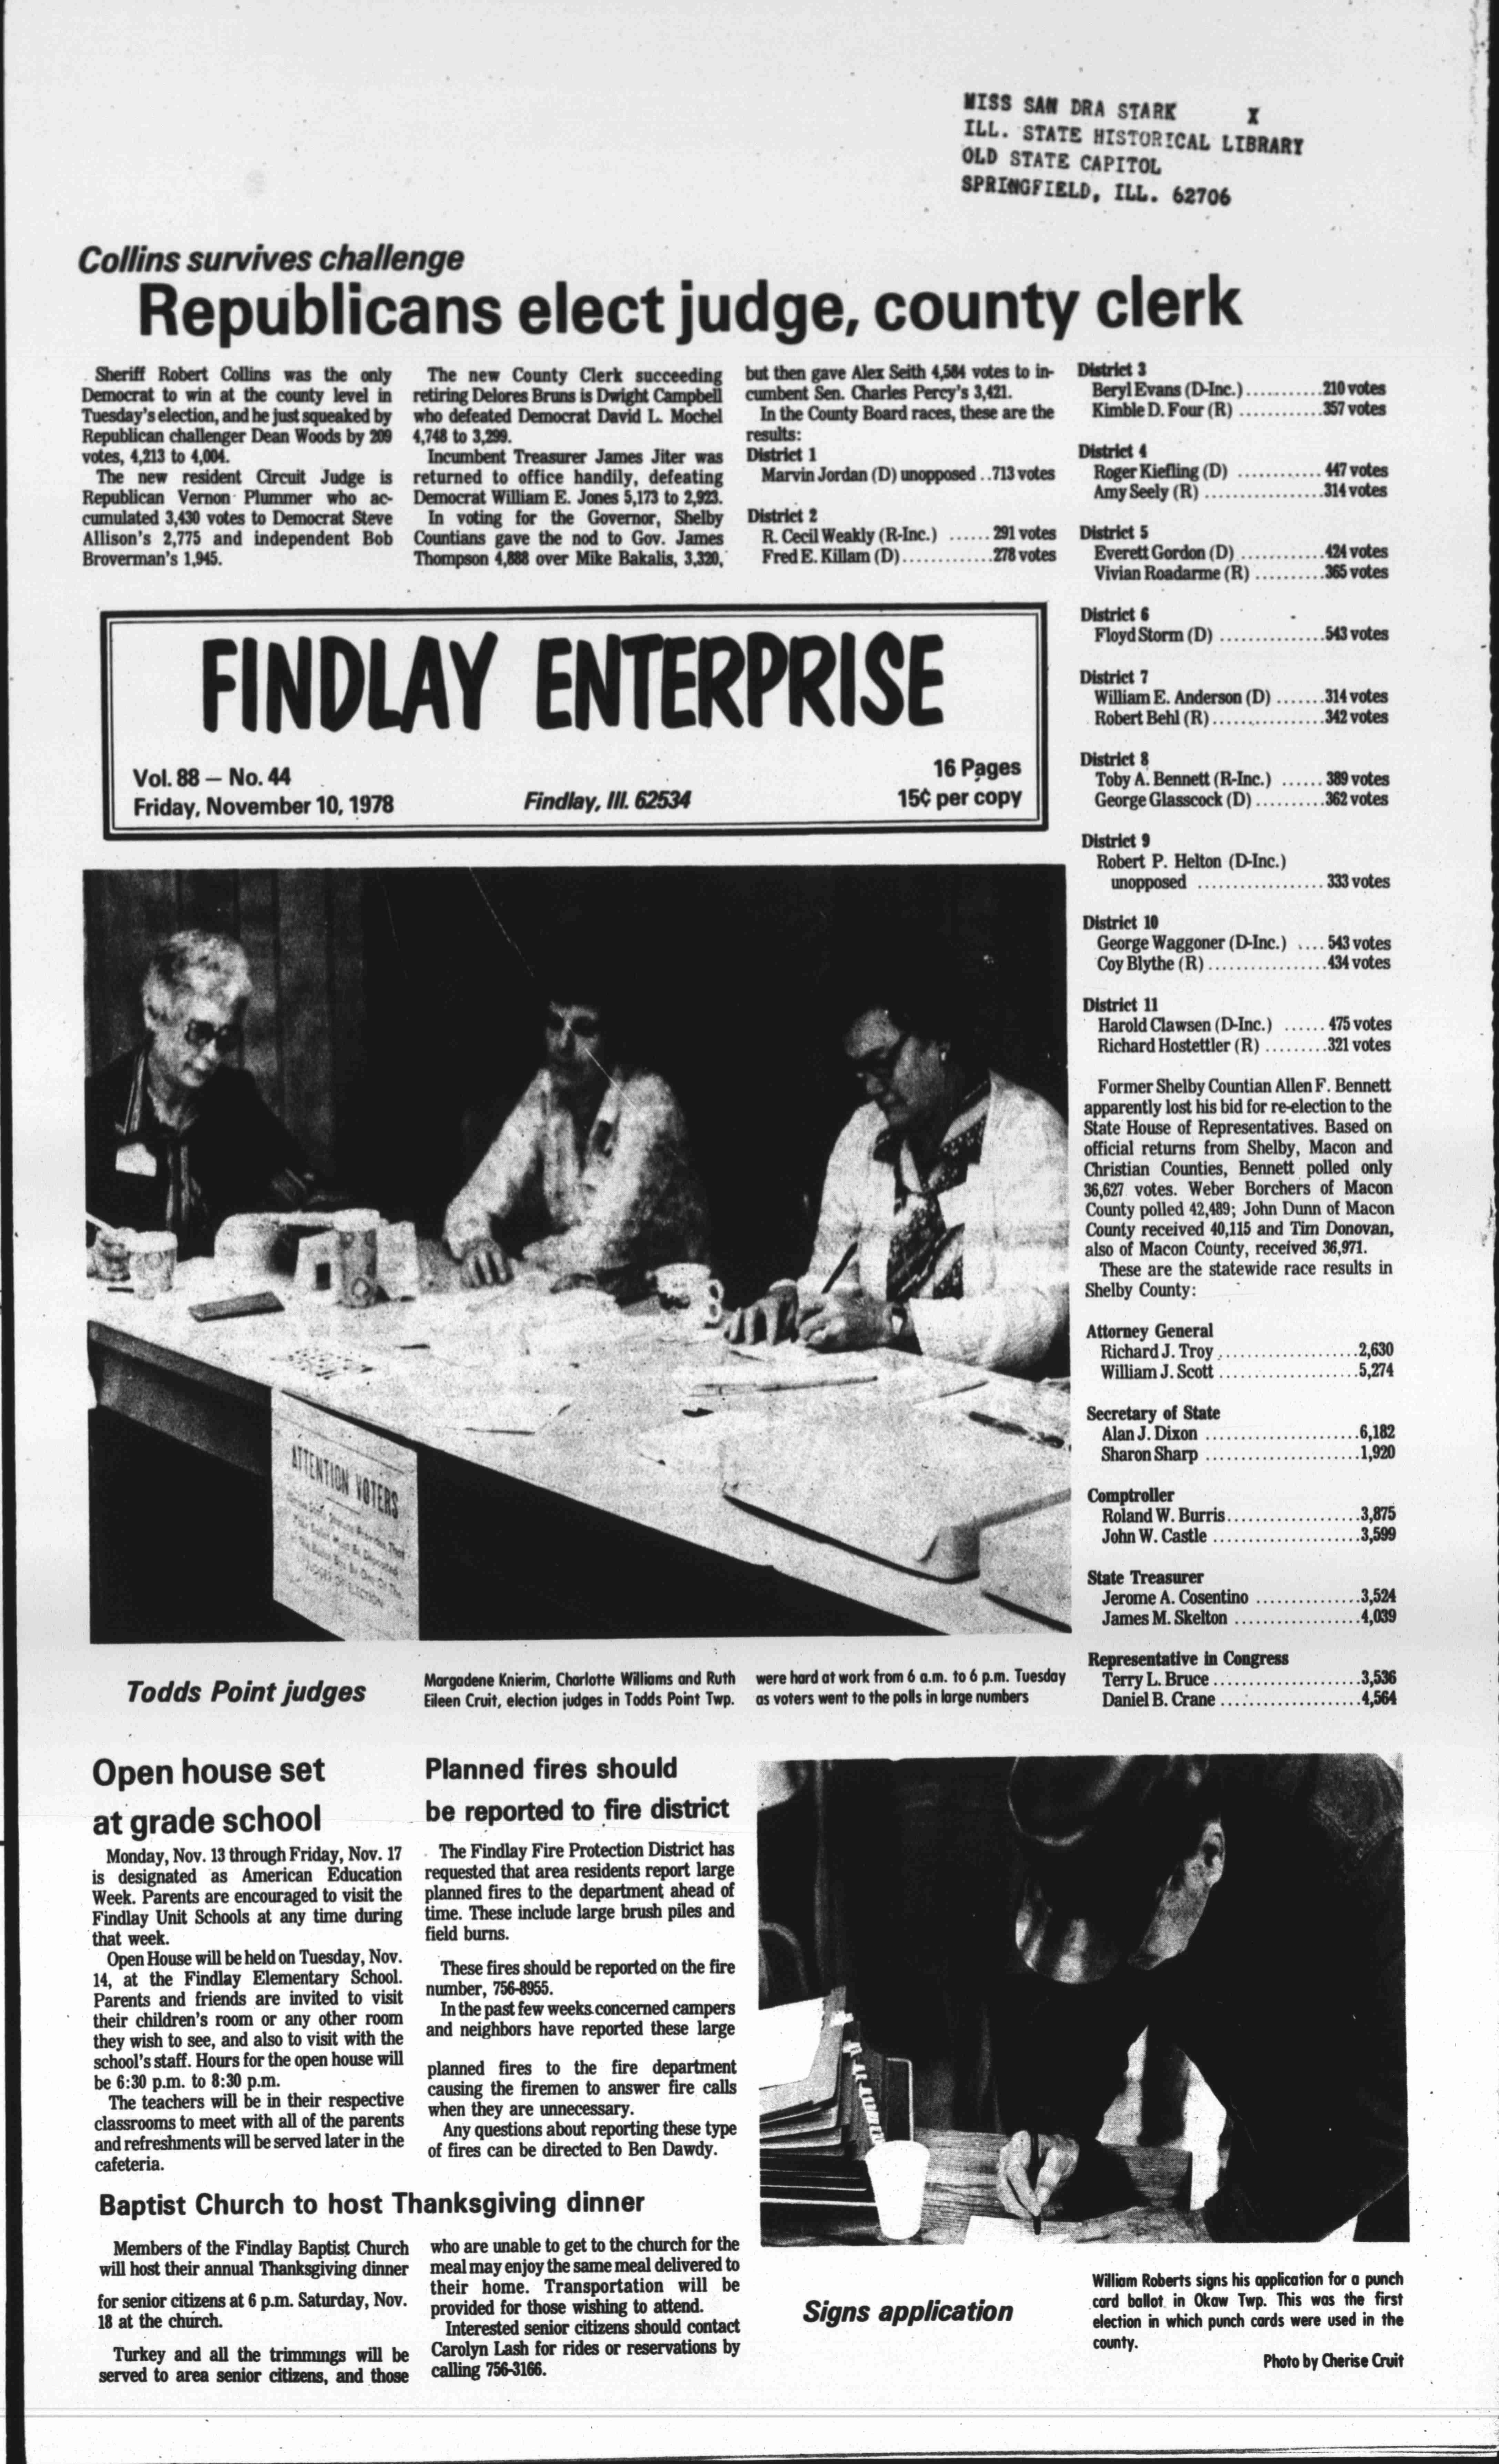 MISS SAN DRA STARK X
ILL. STATE HISTORICAL LIBRARY
OLD STATE CAPITOL
SPRINGFIELD, ILL. 62706
Collins survives challenge
Republicans elect judge, county clerk
Sheriff Robert Collins was the only
Democrat to win at the county level in
Tuesday's election, and he just squeaked by
Republican challenger Dean Woods by 209
votes, 4,213 to 4,004.
The new resident Circuit Judge is
Republican Vernon Plummer who ac-
cumulated 3,430 votes to Democrat Steve
Allison's 2,775 and independent Bob
Broverman's 1,945.
The new County Clerk succeeding
retiring Delores Bruns is Dwight Campbell
who defeated Democrat David L. Mochel
4,748 to 3,299.
Incumbent Treasurer James Jiter was
returned to office handily, defeating
Democrat William E. Jones 5,173 to 2,923.
In voting for the Governor, Shelby
Countians gave the nod to Gov. James
Thompson 4,888 over Mike Bakalis, 3,320,
but then gave Alex Seith 4,584 votes to in-
cumbent Sen. Charles Percy's 3,421.
In the County Board races, these are the
results:
District 1
Marvin Jordan (D) unopposed ..713 votes
District 2
R. Cecil Weakly (R-Inc.) ...... 291 votes
Fred E. Killam (D).............278 votes
District 3
Beryl Evans (D-Inc.)...........210 votes
Kimble D. Four (R) ............357 votes
District 4
Roger Kiefling (D) ............ 447 votes
Amy Seely (R) .................314 votes
District 5
Everett Gordon (D) ............424 votes
Vivian Roadarme (R) ..........365 votes
District 6
Floyd Storm (D) ...............543 votes
District 7
William E. Anderson (D) .......314 votes
Robert Behl (R)................342 votes
District 8
Toby A. Bennett (R-Inc.) ...... 389 votes
George Glasscock (D) ..........362 votes
District 9
Robert P. Helton (D-Inc.)
unopposed .................. 333 votes
District 10
George Waggoner (D-Inc.) .... 543 votes
Coy Blythe (R) .................434 votes
District 11
Harold Clawsen (D-Inc.) ...... 475 votes
Richard Hostettler (R) .........321 votes
Former Shelby Countian Allen F. Bennett
apparently lost his bid for re-election to the
State House of Representatives. Based on
official returns from Shelby, Macon and
Christian Counties, Bennett polled only
36,627 votes. Weber Borchers of Macon
County polled 42,489; John Dunn of Macon
County received 40,115 and Tim Donovan,
also of Macon County, received 36,971.
These are the statewide race results in
Shelby County:
Attorney General
Richard J. Troy ....................2,630
William J. Scott ....................5,274
Secretary of State
Alan J. Dixon ......................6,182
Sharon Sharp ......................1,920
Comptroller
Roland W. Burris...................3,875
John W. Castle .....................3,599
State Treasurer
Jerome A. Cosentino ...............3,524
James M. Skelton ..................4,039
Representative in Congress
Terry L. Bruce .....................3,536
Daniel B. Crane ....................4,564
FINDLAY ENTERPRISE
Vol. 88 — No. 44
Friday, November 10, 1978
Findlay, Ill. 62534
16 Pages
15¢ per copy
ATTENTION VOTERS
JUDGES OF ELECTION
Todds Point judges
Margadene Knierim, Charlotte Williams and Ruth
Eileen Cruit, election judges in Todds Point Twp.
were hard at work from 6 a.m. to 6 p.m. Tuesday
as voters went to the polls in large numbers
Open house set
at grade school
Monday, Nov. 13 through Friday, Nov. 17
is designated as American Education
Week. Parents are encouraged to visit the
Findlay Unit Schools at any time during
that week.
Open House will be held on Tuesday, Nov.
14, at the Findlay Elementary School.
Parents and friends are invited to visit
their children's room or any other room
they wish to see, and also to visit with the
school's staff. Hours for the open house will
be 6:30 p.m. to 8:30 p.m.
The teachers will be in their respective
classrooms to meet with all of the parents
and refreshments will be served later in the
cafeteria.
Planned fires should
be reported to fire district
The Findlay Fire Protection District has
requested that area residents report large
planned fires to the department ahead of
time. These include large brush piles and
field burns.
These fires should be reported on the fire
number, 756-8955.
In the past few weeks concerned campers
and neighbors have reported these large
planned fires to the fire department
causing the firemen to answer fire calls
when they are unnecessary.
Any questions about reporting these type
of fires can be directed to Ben Dawdy.
Baptist Church to host Thanksgiving dinner
Members of the Findlay Baptist Church
will host their annual Thanksgiving dinner
for senior citizens at 6 p.m. Saturday, Nov.
18 at the church.
Turkey and all the trimmings will be
served to area senior citizens, and those
who are unable to get to the church for the
meal may enjoy the same meal delivered to
their home. Transportation will be
provided for those wishing to attend.
Interested senior citizens should contact
Carolyn Lash for rides or reservations by
calling 756-3166.
Signs application
William Roberts signs his application for a punch
card ballot in Okaw Twp. This was the first
election in which punch cards were used in the
county.
Photo by Cherise Cruit